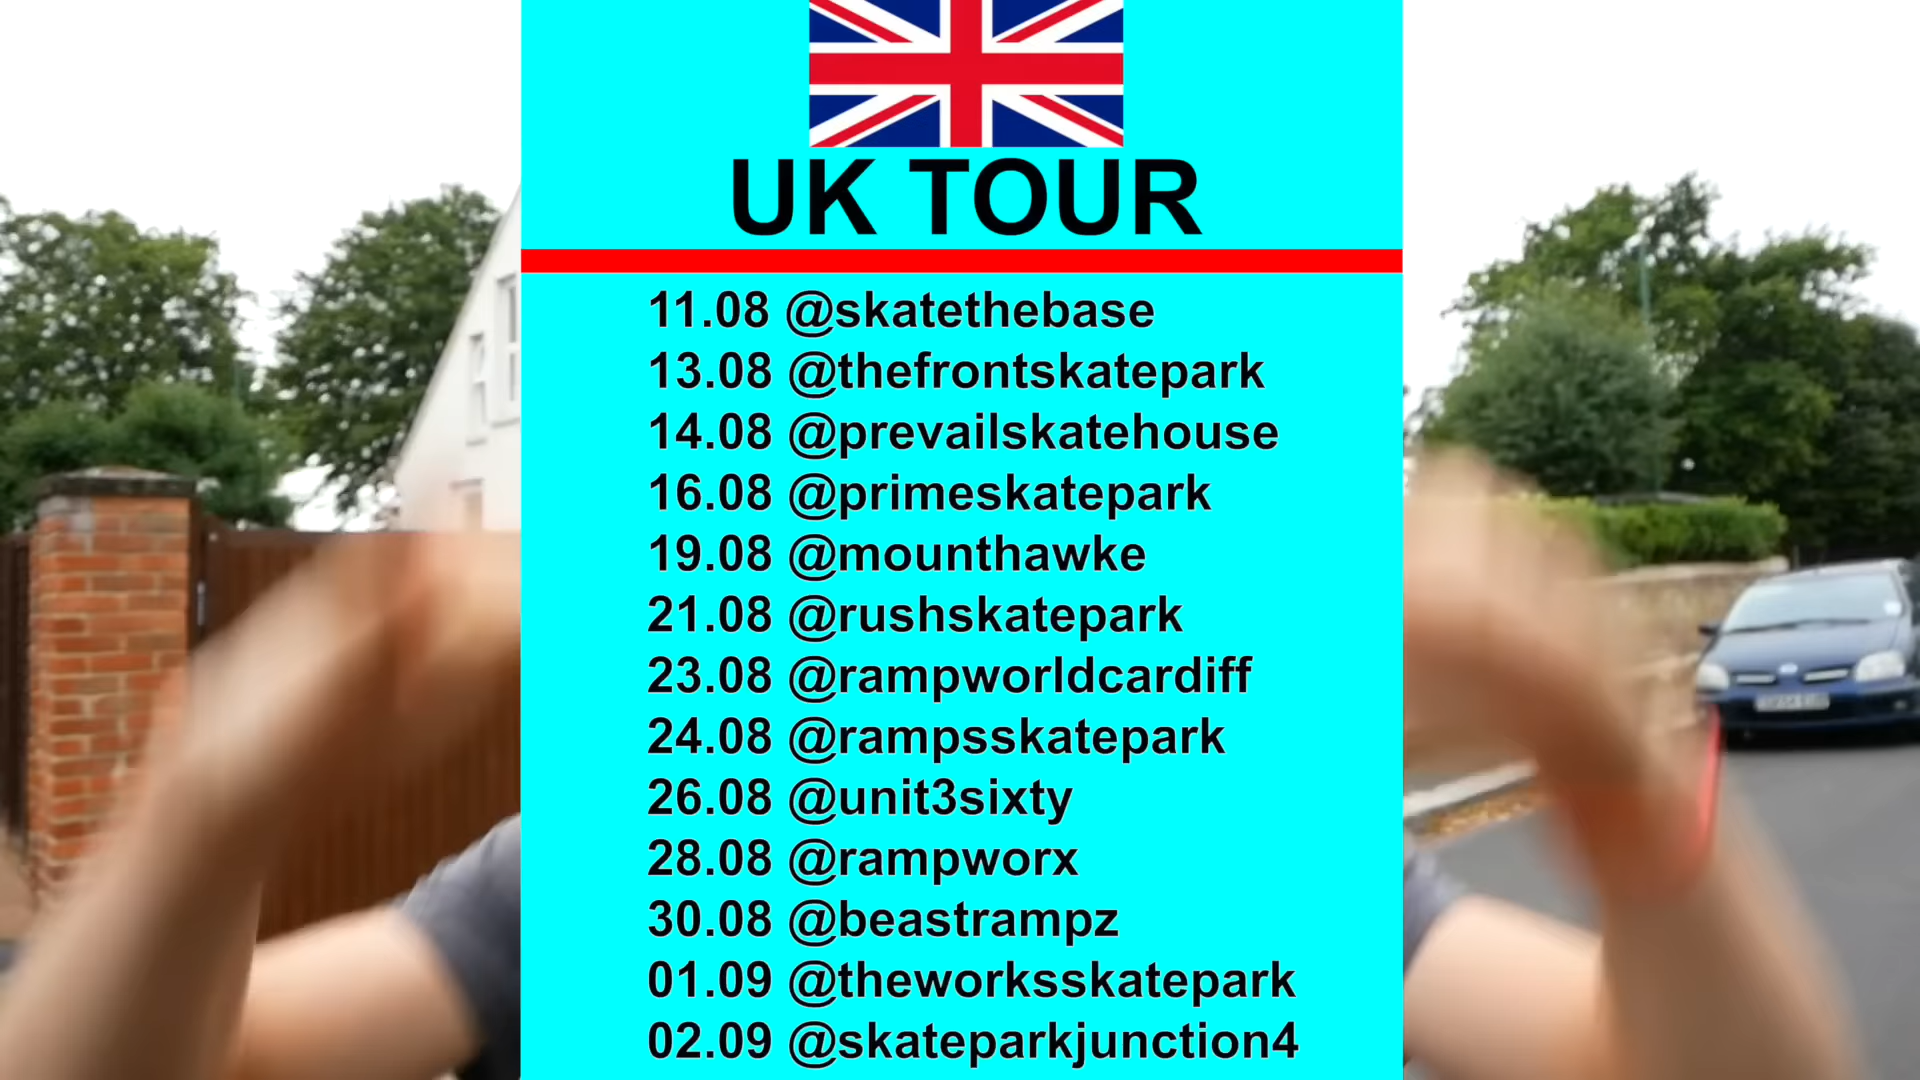 UK TOUR
11.08 @skatethebase
13.08 @thefrontskatepark
14.08 @prevailskatehouse
16.08 @primeskatepark
19.08 @mounthawke
21.08 @rushskatepark
23.08 @rampworldcardiff
24.08 @rampsskatepark
26.08 @unit3sixty
28.08 @rampworx
30.08 @beastrampz
01.09 @theworksskatepark
02.09 @skateparkjunction4